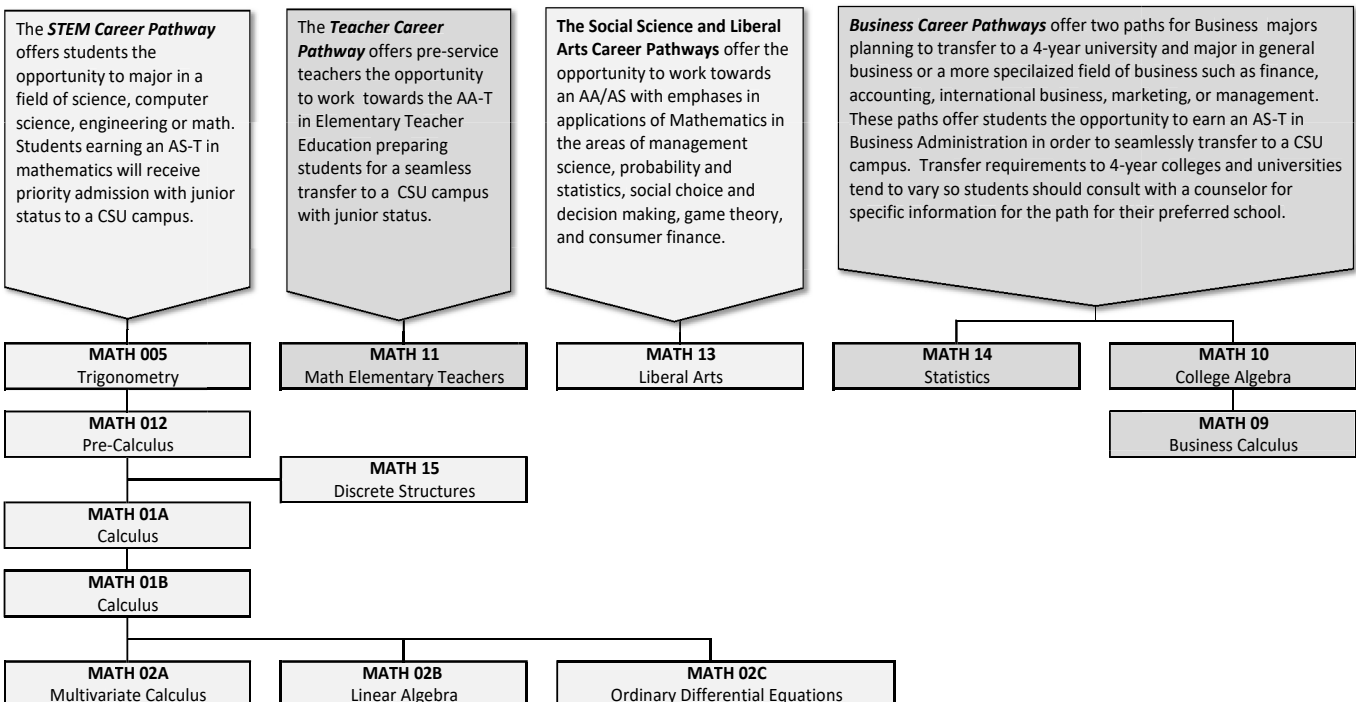 The STEM Career Pathway
offers students the
opportunity to major in a
field of science, computer
science, engineering or math.
Students earning an AS-T in
mathematics will receive
priority admission with junior
status to a CSU campus.
The Teacher Career
Pathway offers pre-service
teachers the opportunity
to work towards the AA-T
in Elementary Teacher
Education preparing
students for a seamless
transfer to a CSU campus
with junior status.
The Social Science and Liberal
Arts Career Pathways offer the
opportunity to work towards
an AA/AS with emphases in
applications of Mathematics in
the areas of management
science, probability and
statistics, social choice and
decision making, game theory,
and consumer finance.
Business Career Pathways offer two paths for Business majors
planning to transfer to a 4-year university and major in general
business or a more specilaized field of business such as finance,
accounting, international business, marketing, or management.
These paths offer students the opportunity to earn an AS-T in
Business Administration in order to seamlessly transfer to a CSU
campus. Transfer requirements to 4-year colleges and universities
tend to vary so students should consult with a counselor for
specific information for the path for their preferred school.
MATH 005
Trigonometry
MATH 11
Math Elementary Teachers
MATH 13
Liberal Arts
MATH 14
Statistics
MATH 10
College Algebra
MATH 012
Pre-Calculus
MATH 09
Business Calculus
MATH 15
Discrete Structures
MATH 01A
Calculus
MATH 01B
Calculus
MATH 02A
Multivariate Calculus
MATH 02B
Linear Algebra
MATH 02C
Ordinary Differential Equations